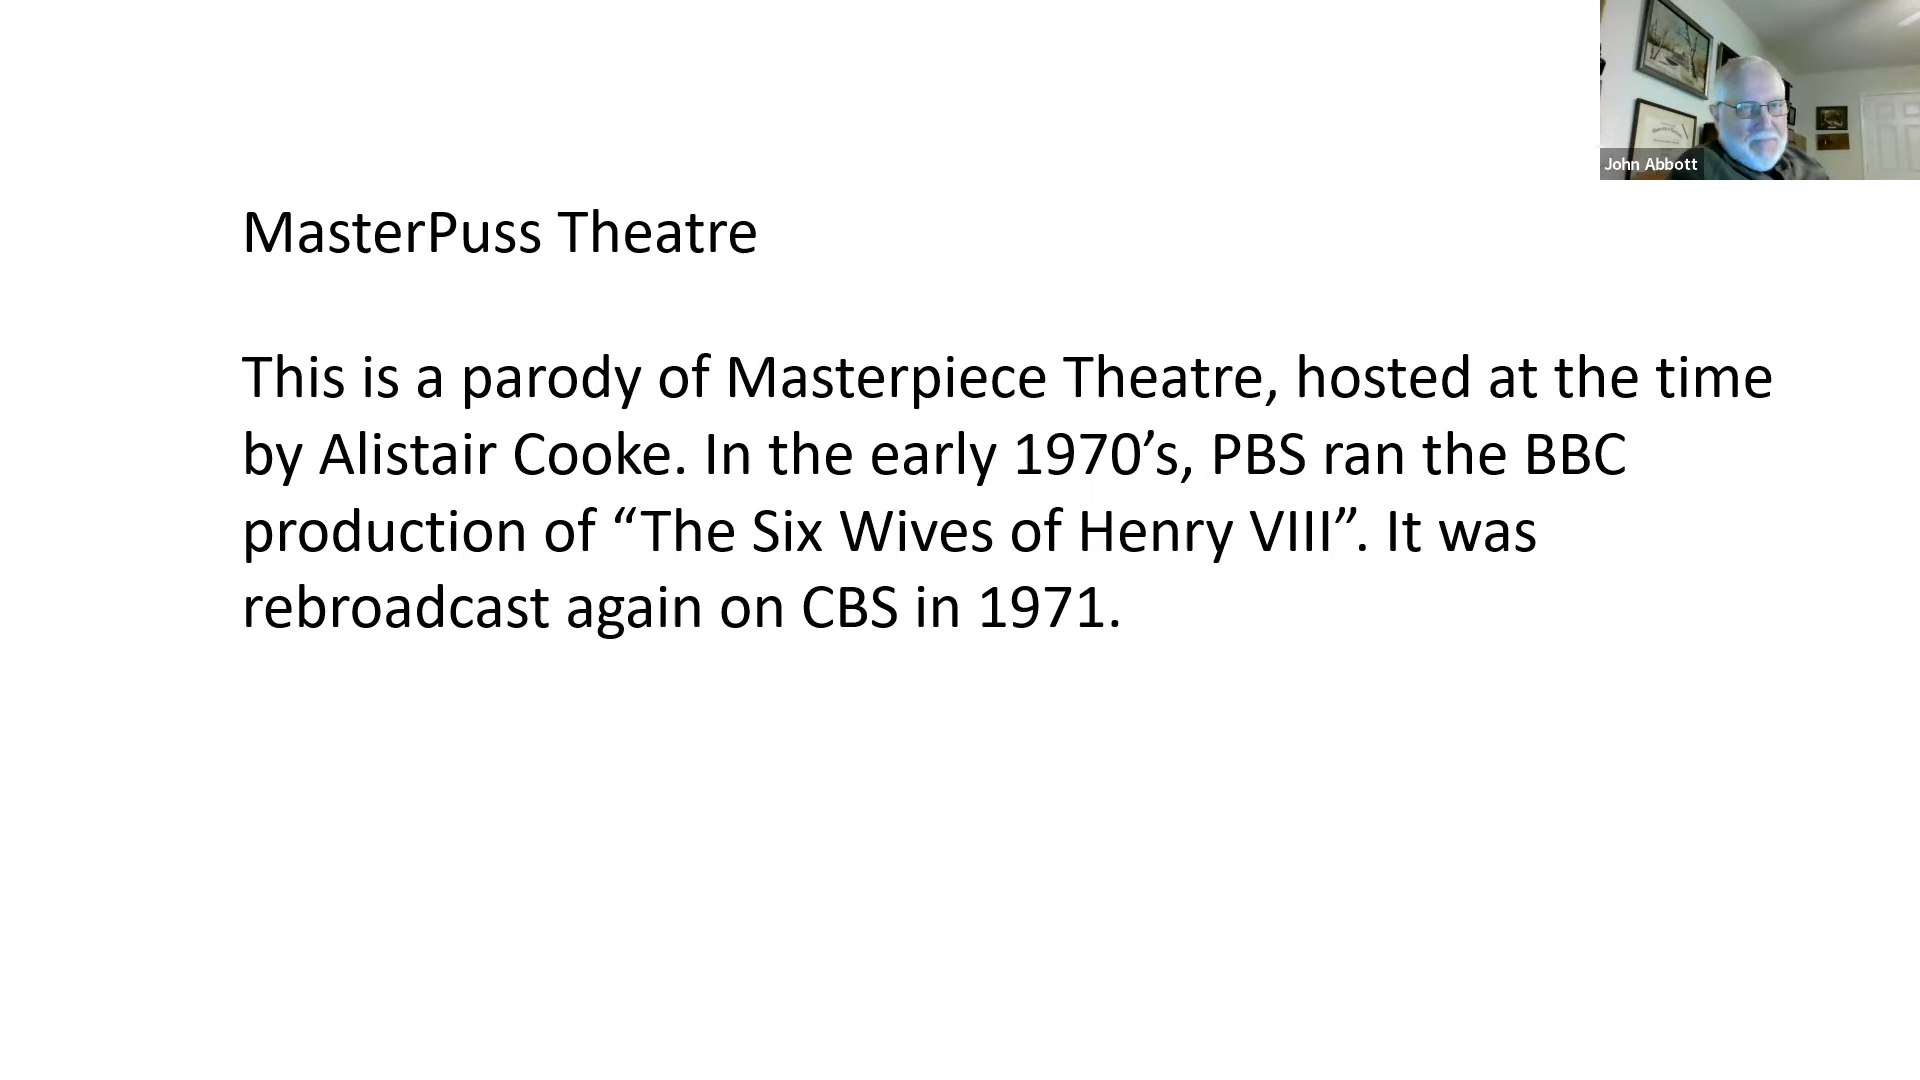 John Abbott
MasterPuss Theatre
This is a parody of Masterpiece Theatre, hosted at the time
by Alistair Cooke. In the early 1970’s, PBS ran the BBC
production of “The Six Wives of Henry VIII”. It was
rebroadcast again on CBS in 1971.